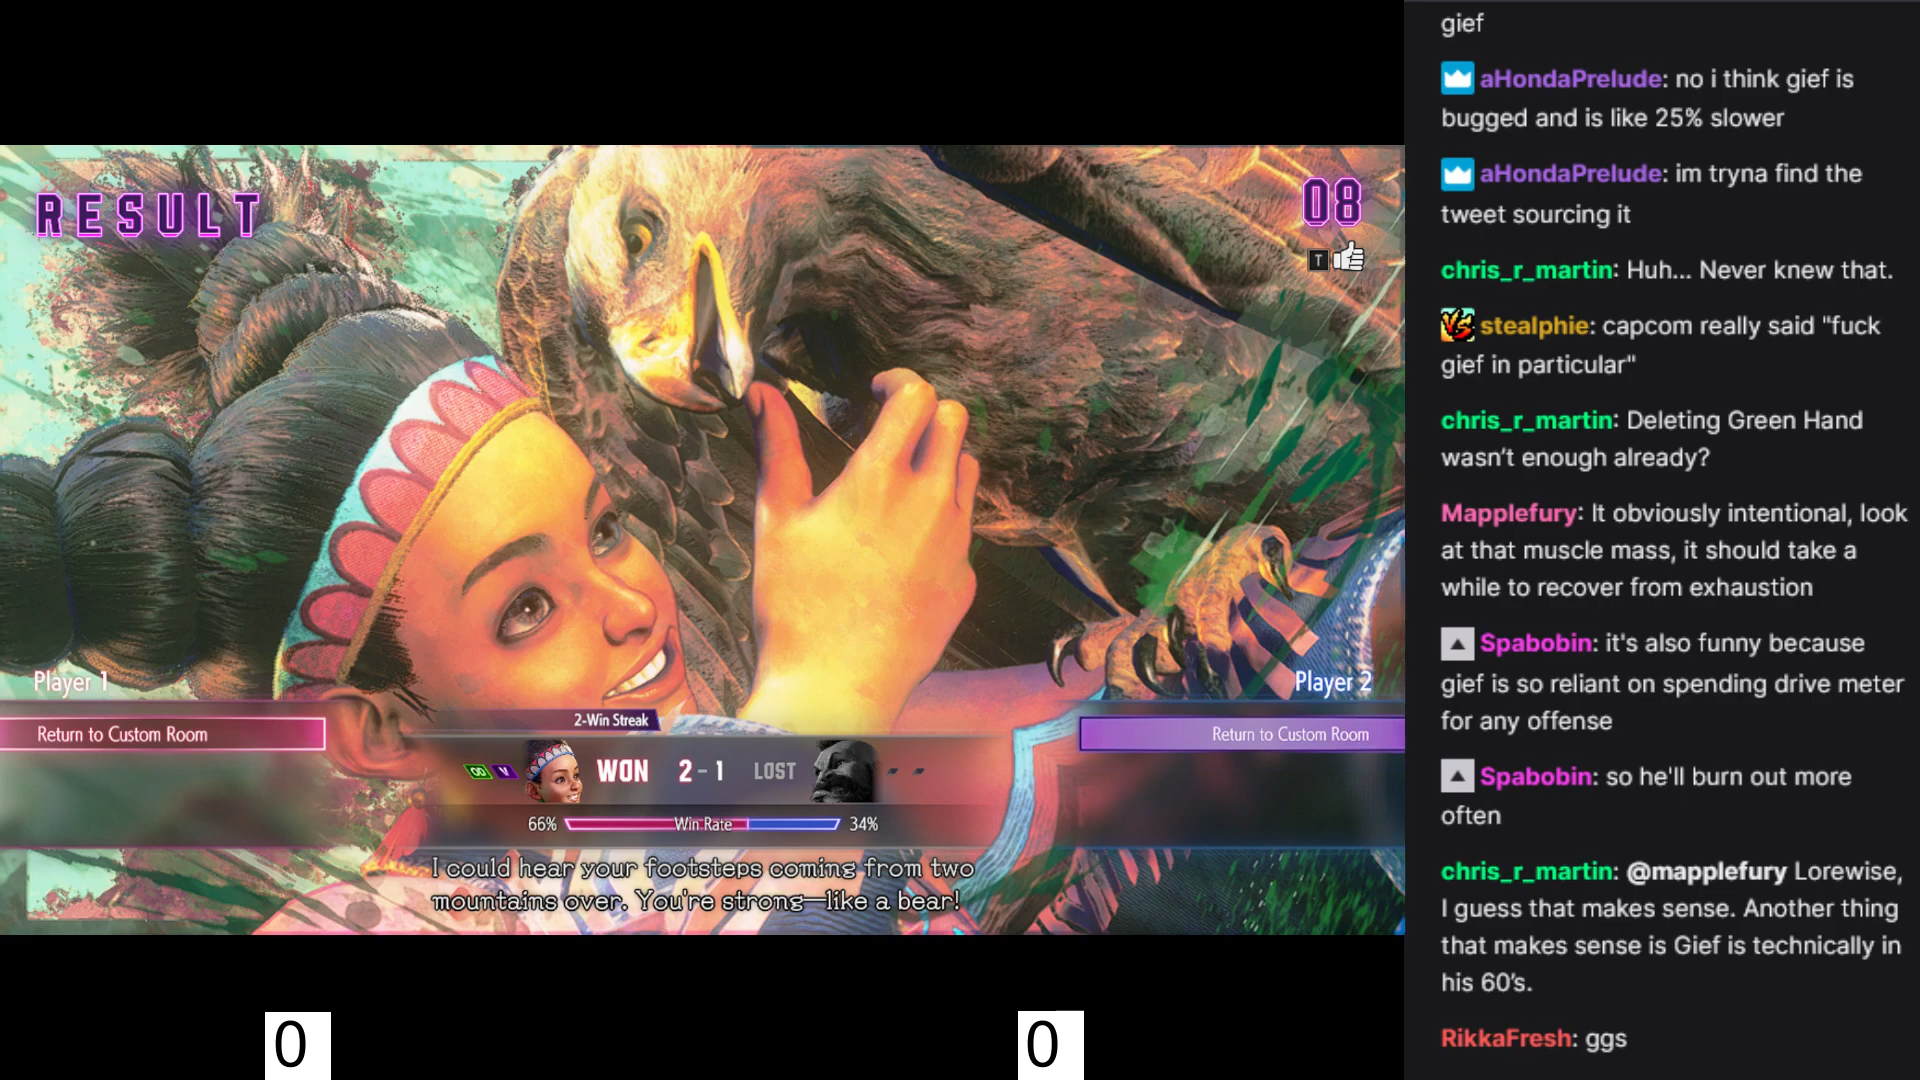 RESULT
08
T
Player 1
Player 2
Return to Custom Room
Return to Custom Room
2-Win Streak
OD V WON 2 - 1 LOST - -
66% Win Rate 34%
I could hear your footsteps coming from two
mountains over. You're strong—like a bear!
0
0
gief
aHondaPrelude: no i think gief is
bugged and is like 25% slower
aHondaPrelude: im tryna find the
tweet sourcing it
chris_r_martin: Huh... Never knew that.
VS stealphie: capcom really said "fuck
gief in particular"
chris_r_martin: Deleting Green Hand
wasn't enough already?
Mapplefury: It obviously intentional, look
at that muscle mass, it should take a
while to recover from exhaustion
Spabobin: it's also funny because
gief is so reliant on spending drive meter
for any offense
Spabobin: so he'll burn out more
often
chris_r_martin: @mapplefury Lorewise,
I guess that makes sense. Another thing
that makes sense is Gief is technically in
his 60's.
RikkaFresh: ggs